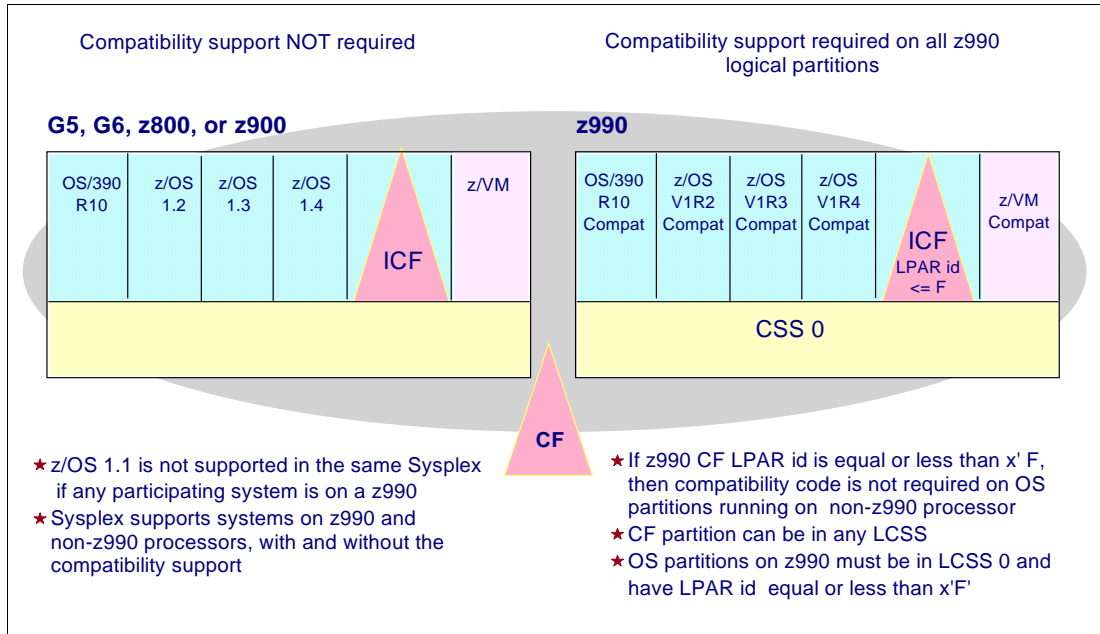 Compatibility support NOT required
Compatibility support required on all z990
logical partitions
G5, G6, z800, or z900
OS/390
R10
z/OS
1.2
z/OS
1.3
z/OS
1.4
ICF
z/VM
z990
OS/390
R10
Compat
z/OS
V1R2
Compat
z/OS
V1R3
Compat
z/OS
V1R4
Compat
ICF
LPAR id
<= F
z/VM
Compat
CSS 0
CF
z/OS 1.1 is not supported in the same Sysplex
if any participating system is on a z990
Sysplex supports systems on z990 and
non-z990 processors, with and without the
compatibility support
If z990 CF LPAR id is equal or less than x' F,
then compatibility code is not required on OS
partitions running on non-z990 processor
CF partition can be in any LCSS
OS partitions on z990 must be in LCSS 0 and
have LPAR id equal or less than x'F'